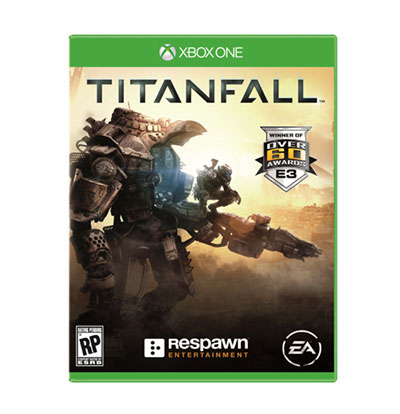 XBOX ONE
TITANFALL
WINNER OF
OVER
60
AWARDS
E3
RATING PENDING
RP
ESRB
Respawn
ENTERTAINMENT
EA